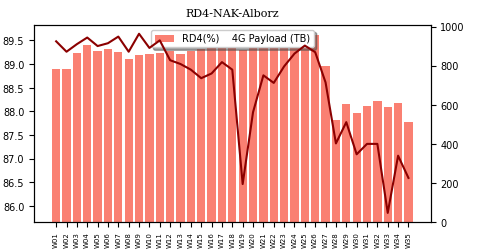 RD4-NAK-Alborz
RD4(%) 4G Payload (TB)
89.5
89.0
88.5
88.0
87.5
87.0
86.5
86.0
1000
800
600
400
200
0
W01
W02
W03
W04
W05
W06
W07
W08
W09
W10
W11
W12
W13
W14
W15
W16
W17
W18
W19
W20
W21
W22
W23
W24
W25
W26
W27
W28
W29
W30
W31
W32
W33
W34
W35